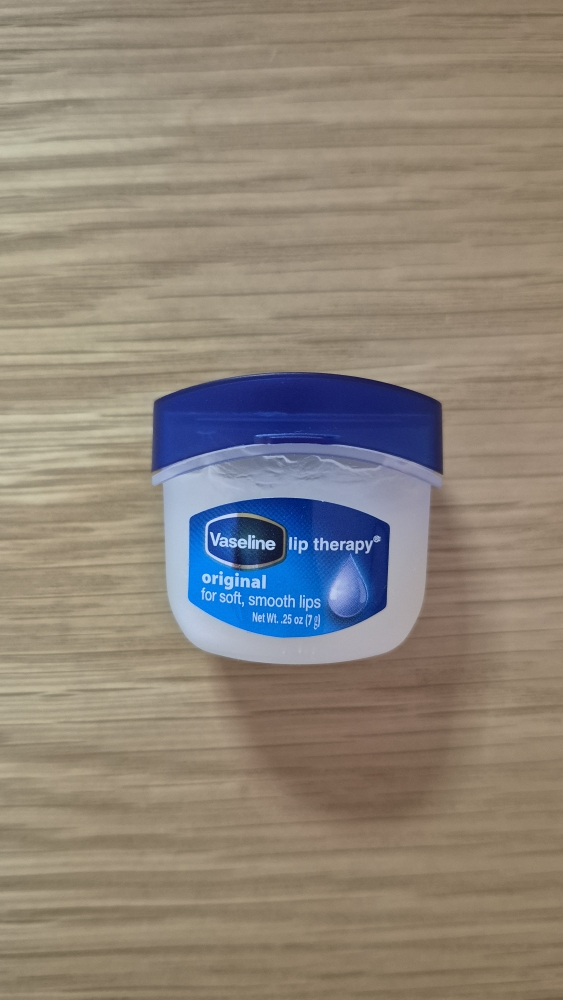 Vaseline lip therapy®
original
for soft, smooth lips
Net Wt. .25 oz (7 g)